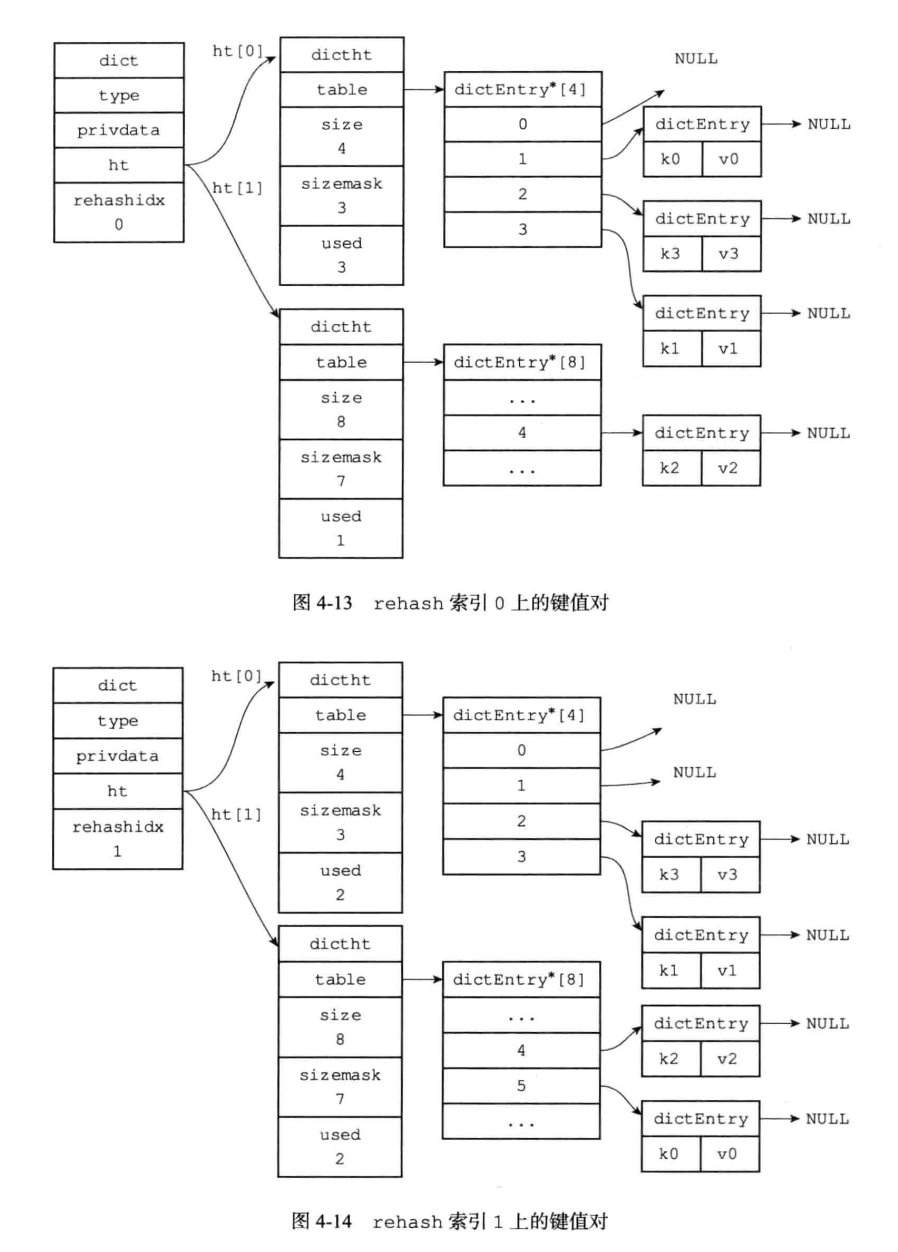 dict
type
privdata
ht
rehashidx
0
ht[0]
ht[1]
dictht
table
size
4
sizemask
3
used
3
dictEntry*[4]
0
1
2
3
NULL
dictEntry
NULL
k0 v0
dictEntry
NULL
k3 v3
dictEntry
NULL
k1 v1
dictht
table
size
8
sizemask
7
used
1
dictEntry*[8]
...
4
...
dictEntry
NULL
k2 v2
图 4-13 rehash 索引 0 上的键值对
dict
type
privdata
ht
rehashidx
1
ht[0]
ht[1]
dictht
table
size
4
sizemask
3
used
2
dictEntry*[4]
0
1
2
3
NULL
NULL
dictEntry
NULL
k3 v3
dictEntry
NULL
k1 v1
dictht
table
size
8
sizemask
7
used
2
dictEntry*[8]
...
4
5
...
dictEntry
NULL
k2 v2
dictEntry
NULL
k0 v0
图 4-14 rehash 索引 1 上的键值对